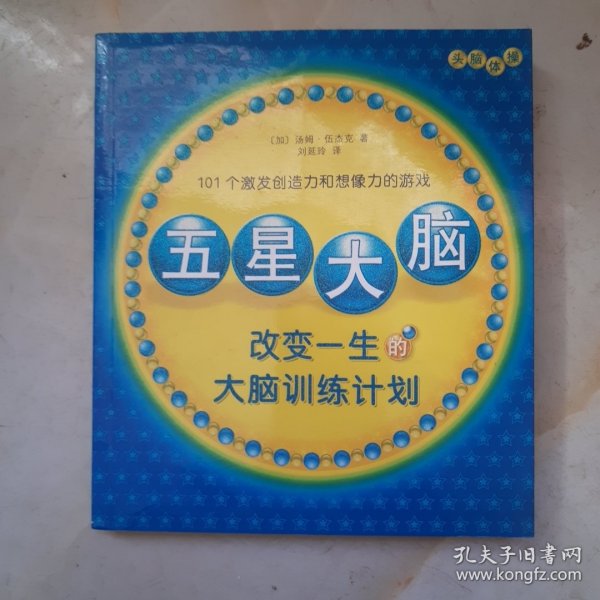 头脑体操
〔加〕汤姆·伍杰克 著
刘延玲 译
101个激发创造力和想像力的游戏
五星大脑
改变一生的
大脑训练计划
孔夫子旧书网
www.kongfz.com